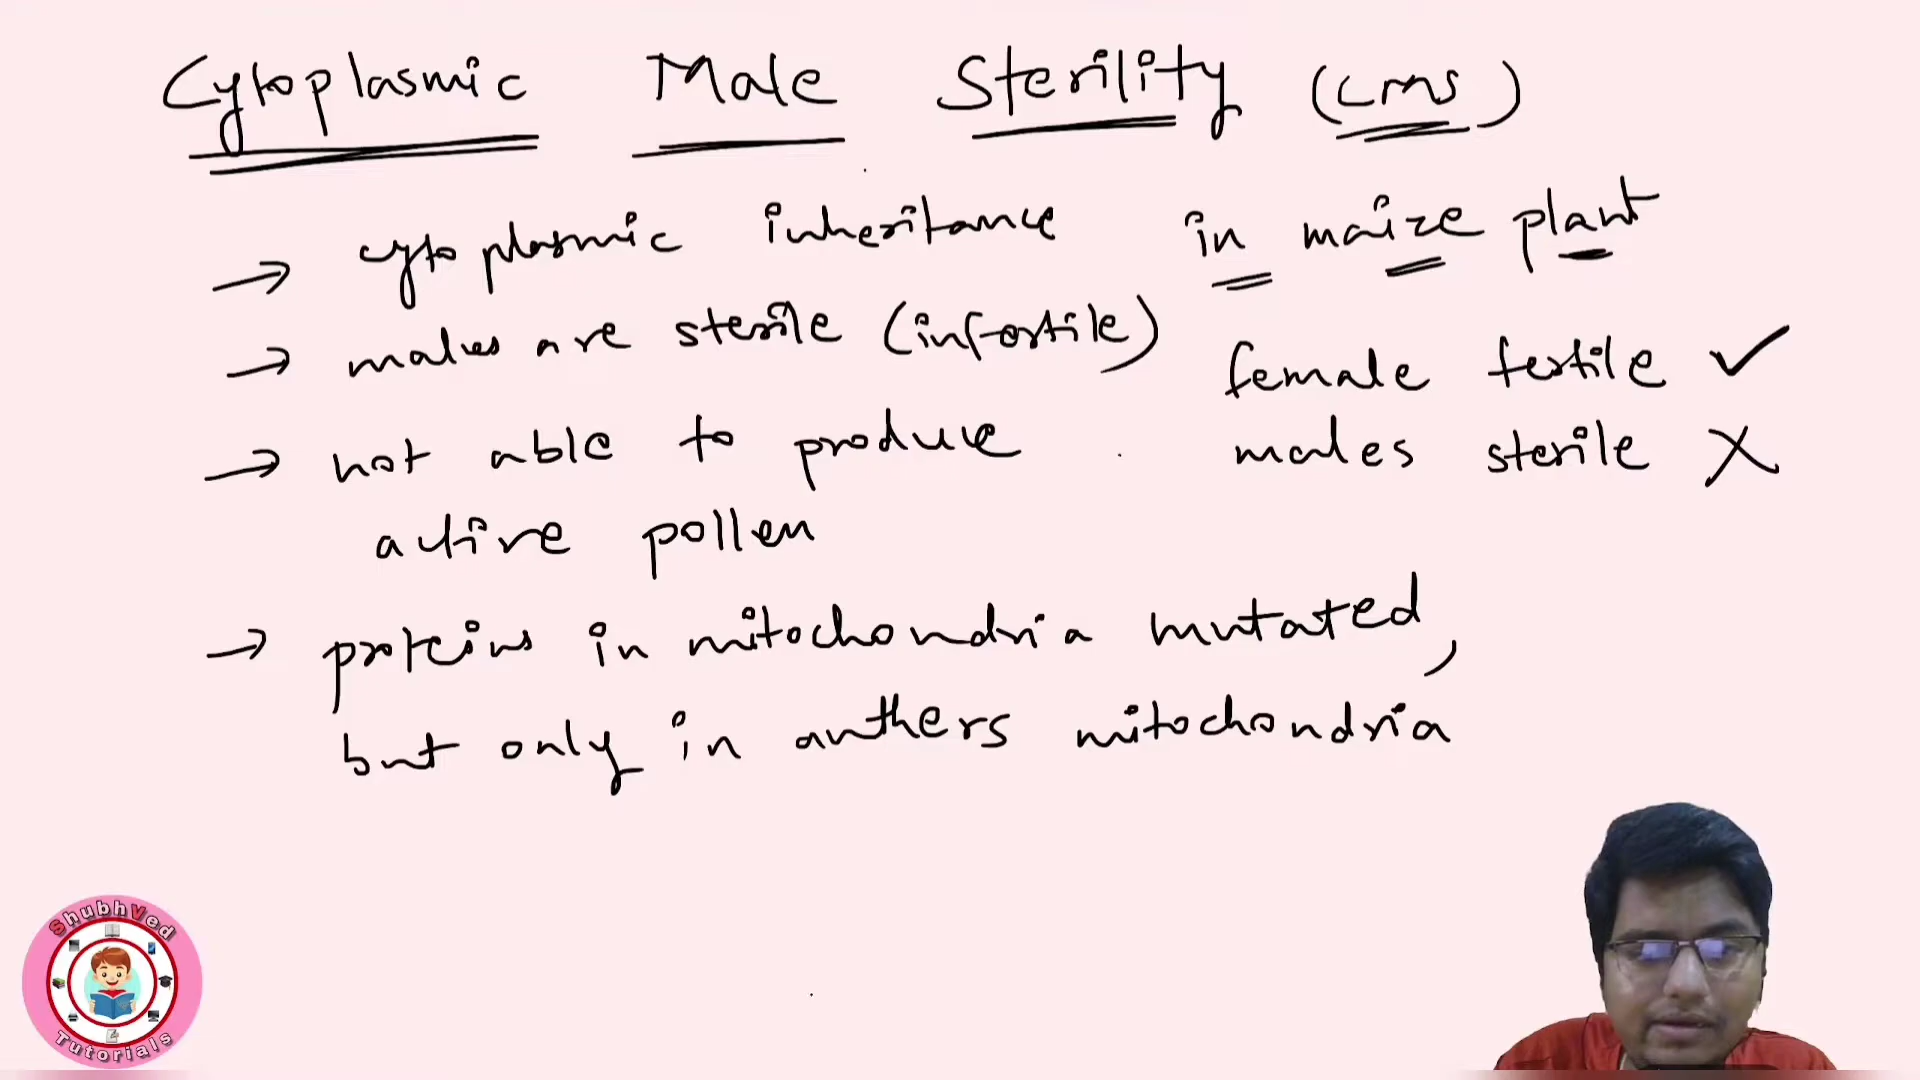 Cytoplasmic Male Sterility (CMS)
→ cytoplasmic inheritance in maize plant
→ males are sterile (infertile)
female fertile ✓
→ not able to produce
males sterile X
active pollen
→ proteins in mitochondria mutated,
but only in anthers mitochondria
ShubhVed
Tutorials